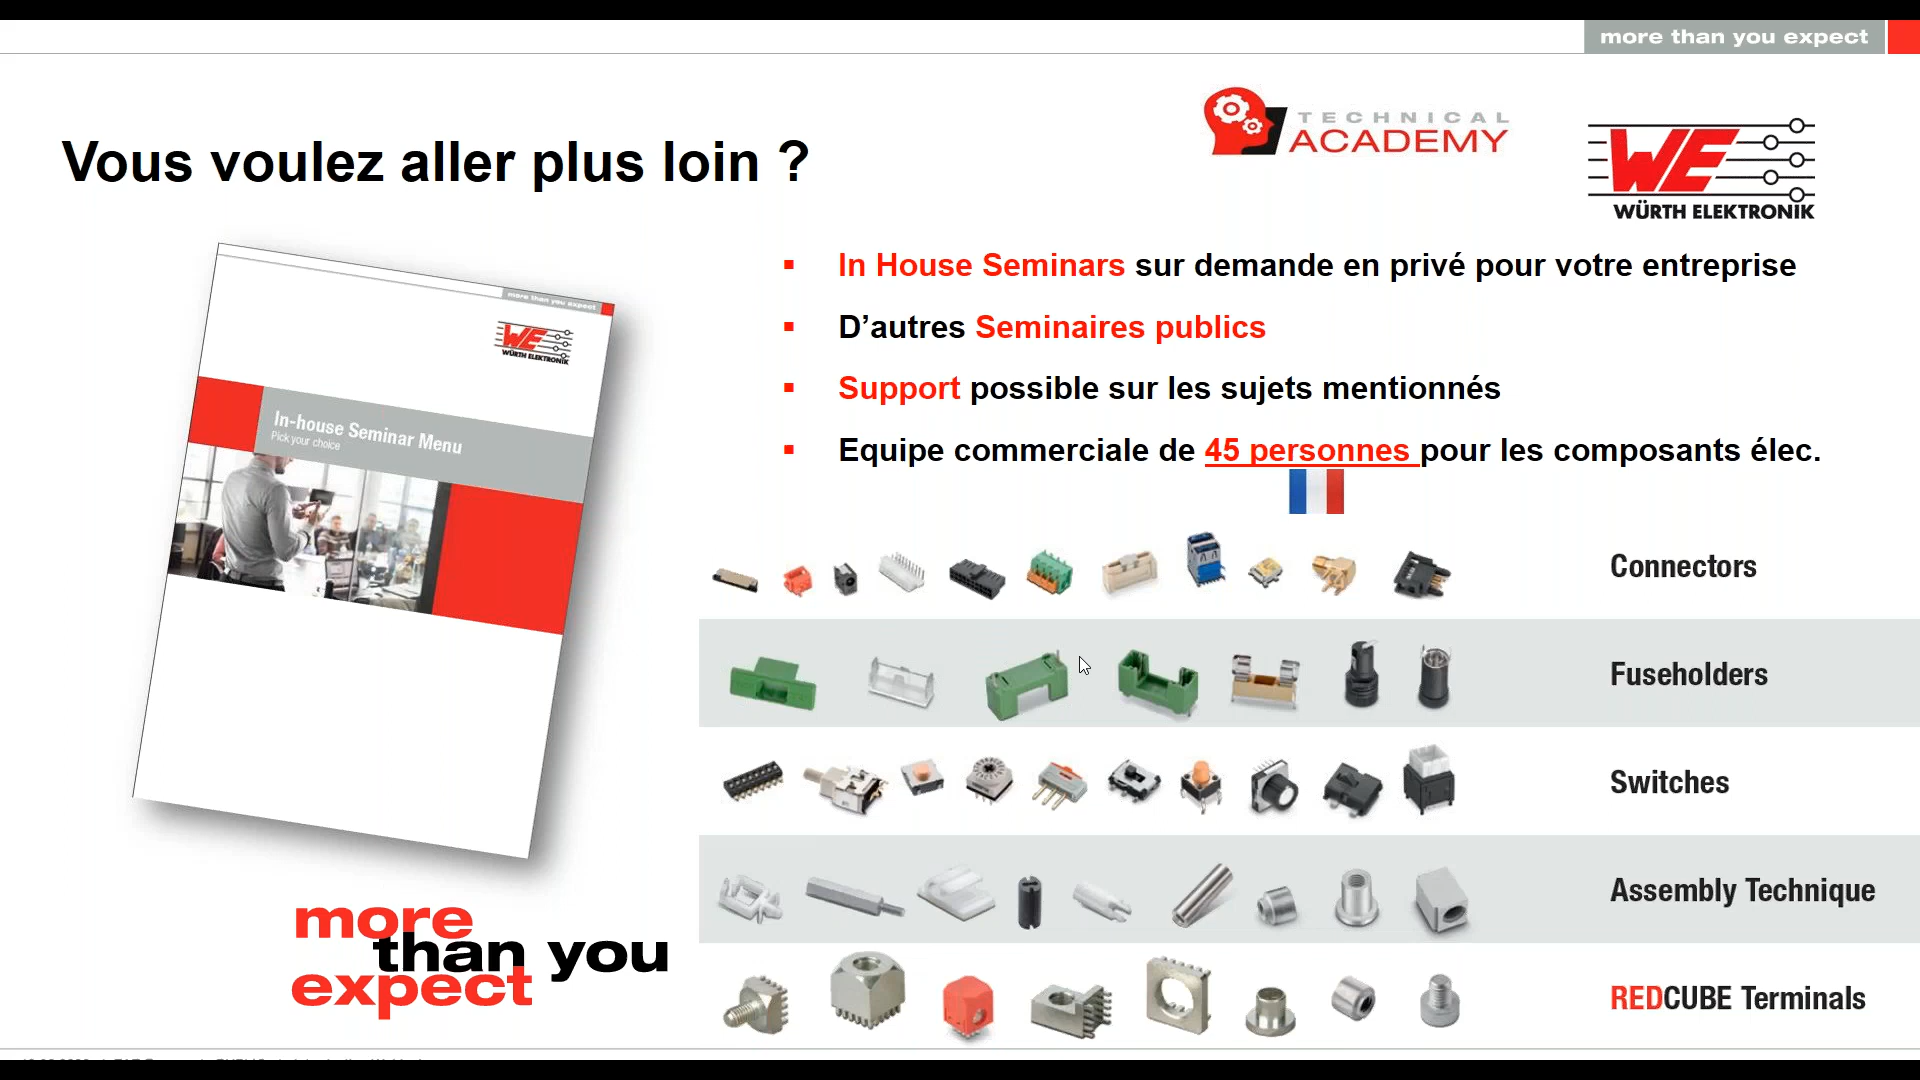 more than you expect
TECHNICAL
ACADEMY
WE
WÜRTH ELEKTRONIK
Vous voulez aller plus loin ?
In House Seminars sur demande en privé pour votre entreprise
D’autres Seminaires publics
Support possible sur les sujets mentionnés
Equipe commerciale de 45 personnes pour les composants élec.
more than you expect
WE
WÜRTH ELEKTRONIK
In-house Seminar Menu
Pick your choice
Connectors
Fuseholders
Switches
Assembly Technique
REDCUBE Terminals
more
than you
expect